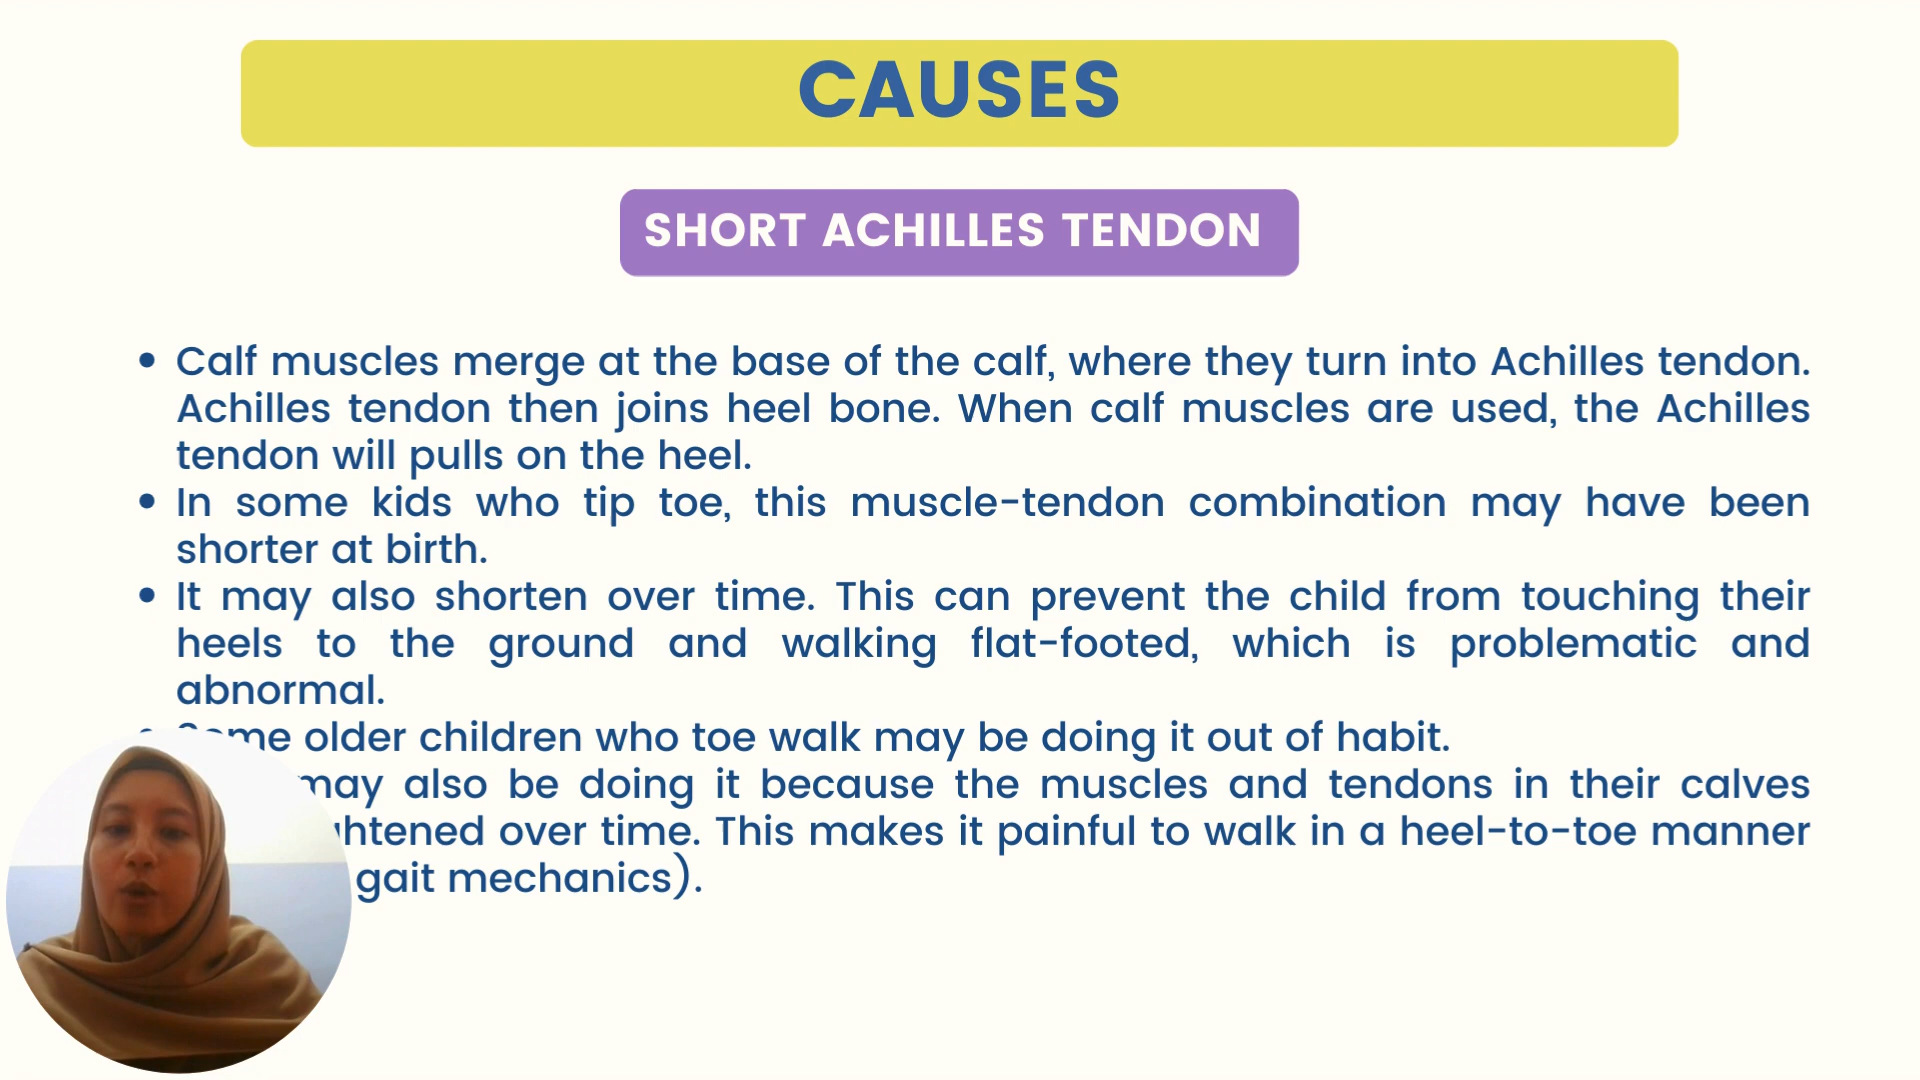 CAUSES
SHORT ACHILLES TENDON
Calf muscles merge at the base of the calf, where they turn into Achilles tendon.
Achilles tendon then joins heel bone. When calf muscles are used, the Achilles
tendon will pulls on the heel.
In some kids who tip toe, this muscle-tendon combination may have been
shorter at birth.
It may also shorten over time. This can prevent the child from touching their
heels to the ground and walking flat-footed, which is problematic and
abnormal.
Some older children who toe walk may be doing it out of habit.
may also be doing it because the muscles and tendons in their calves
over time. This makes it painful to walk in a heel-to-toe manner
gait mechanics).